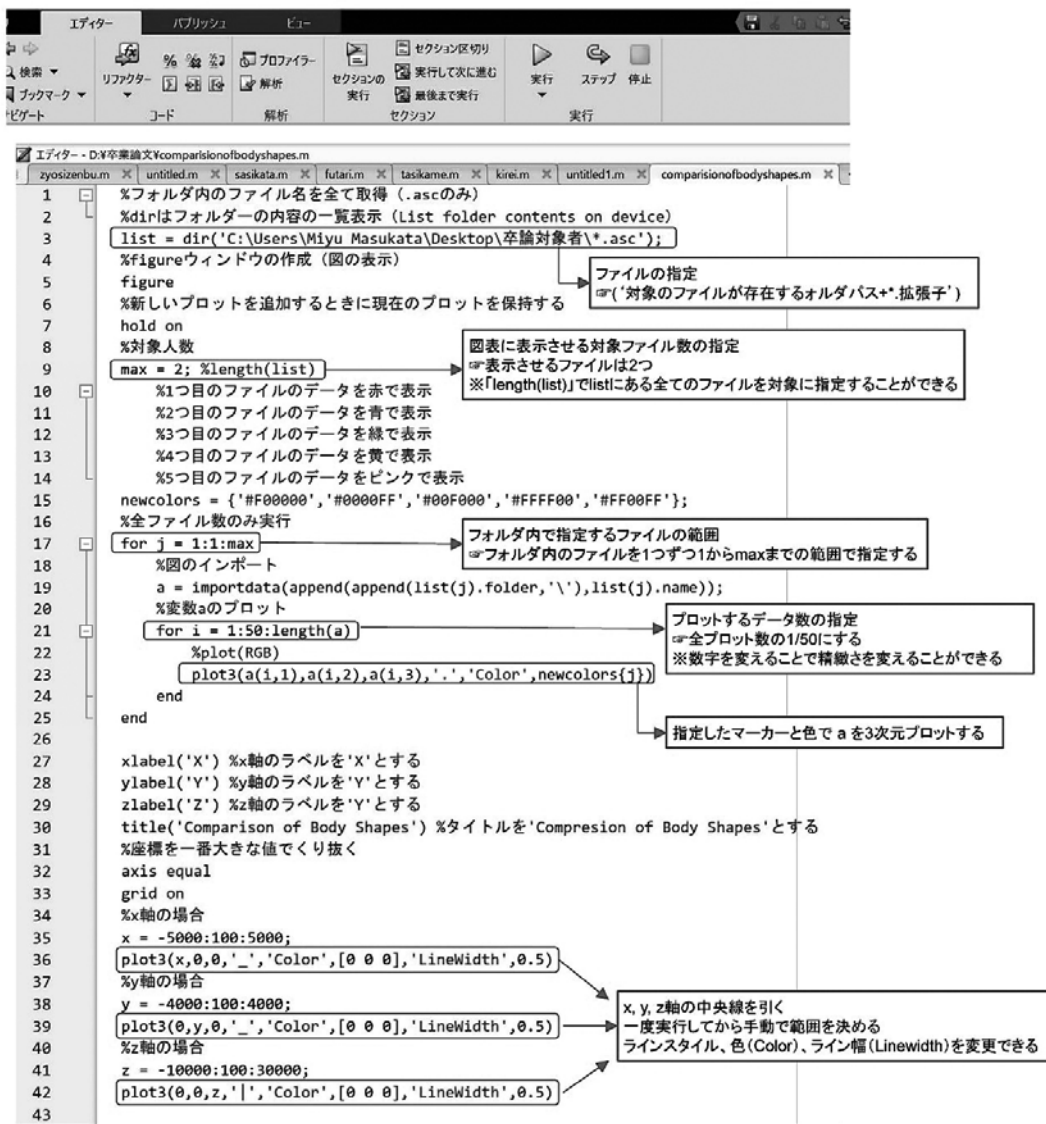 エディター パブリッシュ ビュー
検索
ブックマーク
ナビゲート
リファクター
コード
プロファイラー
解析
解析
セクションの
実行
セクション区切り
実行して次に進む
最後まで実行
セクション
実行 ステップ 停止
実行
エディター - D:¥卒業論文¥comparisionofbodyshapes.m
zyosizenbu.m untitled.m sasikata.m futari.m tasikame.m kirei.m untitled1.m comparisionofbodyshapes.m
1 %フォルダ内のファイル名を全て取得（.ascのみ）
2 %dirはフォルダーの内容の一覧表示（List folder contents on device）
3 list = dir('C:\Users\Miyu Masukata\Desktop\卒論対象者\*.asc');
4 %figureウィンドウの作成（図の表示）
5 figure
ファイルの指定
☞(‘対象のファイルが存在するォルダパス+*.拡張子’)
6 %新しいプロットを追加するときに現在のプロットを保持する
7 hold on
8 %対象人数
9 max = 2; %length(list)
図表に表示させる対象ファイル数の指定
☞表示させるファイルは2つ
※「length(list)」でlistにある全てのファイルを対象に指定することができる
10 %1つ目のファイルのデータを赤で表示
11 %2つ目のファイルのデータを青で表示
12 %3つ目のファイルのデータを緑で表示
13 %4つ目のファイルのデータを黄で表示
14 %5つ目のファイルのデータをピンクで表示
15 newcolors = {'#F00000','#0000FF','#00F000','#FFFF00','#FF00FF'};
16 %全ファイル数のみ実行
17 for j = 1:1:max
フォルダ内で指定するファイルの範囲
☞フォルダ内のファイルを1つずつ1からmaxまでの範囲で指定する
18 %図のインポート
19 a = importdata(append(append(list(j).folder,'\'),list(j).name));
20 %変数aのプロット
21 for i = 1:50:length(a)
プロットするデータ数の指定
☞全プロット数の1/50にする
※数字を変えることで精緻さを変えることができる
22 %plot(RGB)
23 plot3(a(i,1),a(i,2),a(i,3),'.','Color',newcolors{j})
24 end
25 end
指定したマーカーと色で a を3次元プロットする
26
27 xlabel('X') %x軸のラベルを'X'とする
28 ylabel('Y') %y軸のラベルを'Y'とする
29 zlabel('Z') %z軸のラベルを'Y'とする
30 title('Comparison of Body Shapes') %タイトルを'Compresion of Body Shapes'とする
31 %座標を一番大きな値でくり抜く
32 axis equal
33 grid on
34 %x軸の場合
35 x = -5000:100:5000;
36 plot3(x,0,0,'_','Color',[0 0 0],'LineWidth',0.5)
37 %y軸の場合
38 y = -4000:100:4000;
39 plot3(0,y,0,'_','Color',[0 0 0],'LineWidth',0.5)
x, y, z軸の中央線を引く
一度実行してから手動で範囲を決める
ラインスタイル、色(Color)、ライン幅(Linewidth)を変更できる
40 %z軸の場合
41 z = -10000:100:30000;
42 plot3(0,0,z,'|','Color',[0 0 0],'LineWidth',0.5)
43